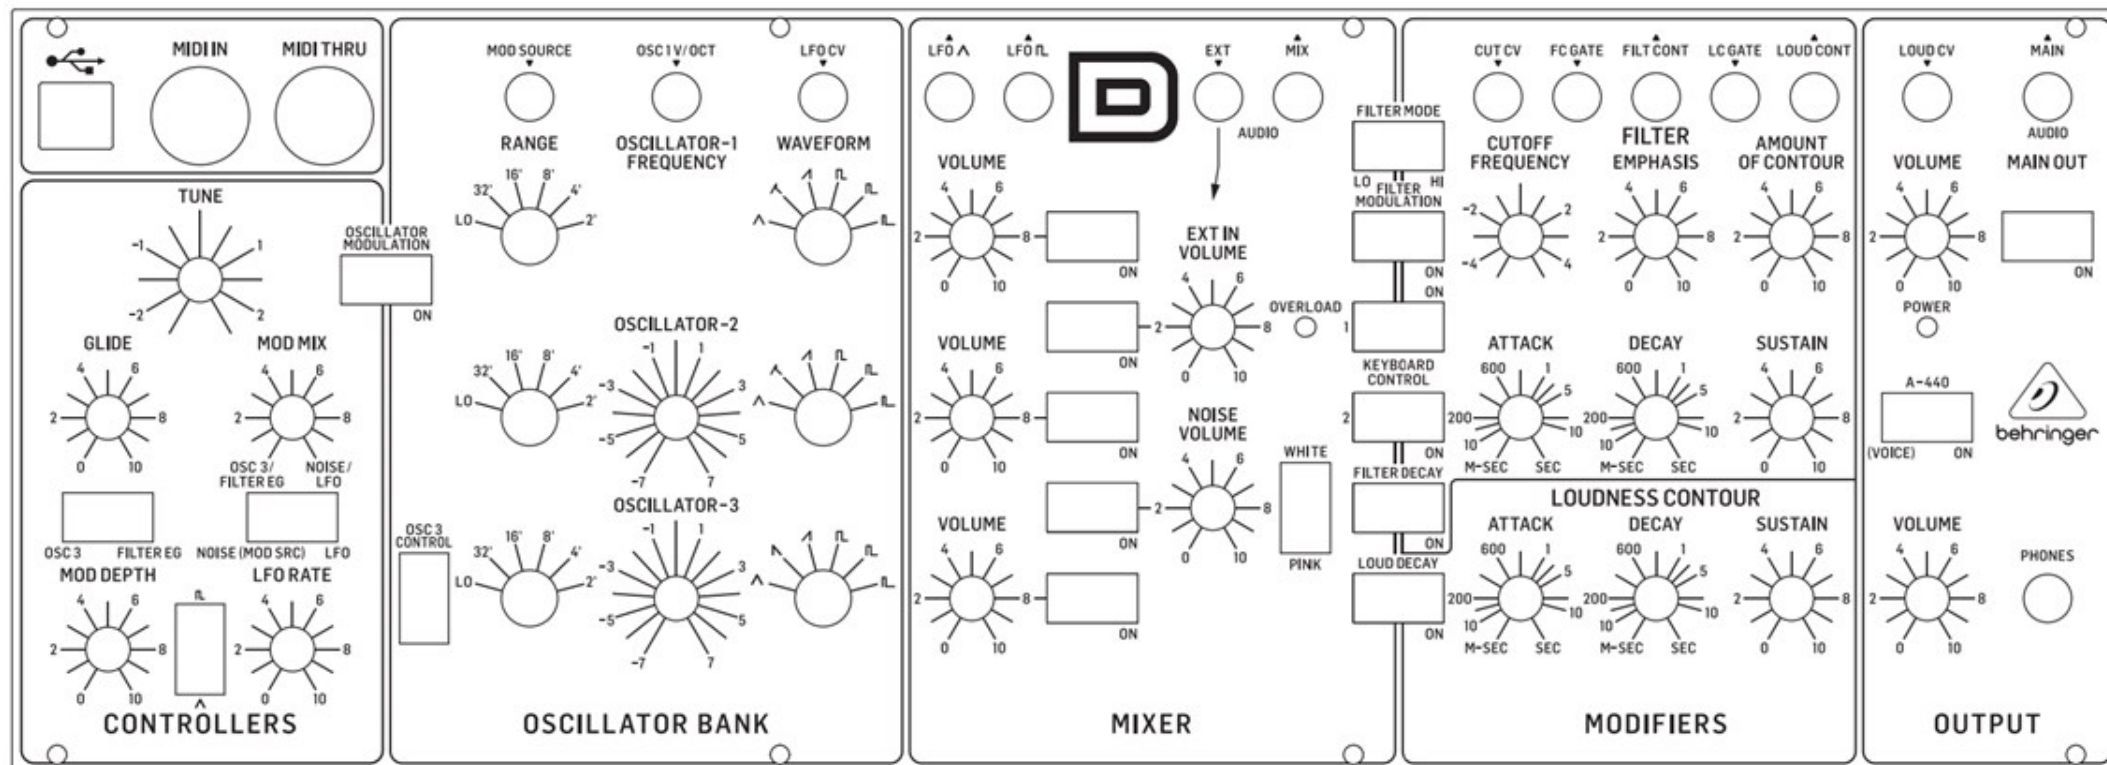 MIDI IN MIDI THRU
TUNE
-1 1
-2 2
GLIDE MOD MIX
4 6 4 6
2 8 2 8
0 10 0 10
OSC 3/
FILTER EG
NOISE/
LFO
OSC 3 FILTER EG NOISE (MOD SRC) LFO
MOD DEPTH LFO RATE
4 6 4 6
2 8 2 8
0 10 0 10
CONTROLLERS
OSCILLATOR
MODULATION
ON
OSC 3
CONTROL
MOD SOURCE OSC 1 V/OCT LFO CV
RANGE OSCILLATOR-1
FREQUENCY WAVEFORM
LO 32' 16' 8' 4' 2'
OSCILLATOR-2
LO 32' 16' 8' 4' 2'
-1 1
-3 3
-5 5
-7 7
OSCILLATOR-3
LO 32' 16' 8' 4' 2'
-1 1
-3 3
-5 5
-7 7
OSCILLATOR BANK
LFO LFO D EXT MIX
AUDIO
VOLUME
4 6
2 8
0 10
ON
EXT IN
VOLUME
4 6
2 8
0 10
ON
OVERLOAD
VOLUME
4 6
2 8
0 10
ON
NOISE
VOLUME
4 6
2 8
0 10
ON
WHITE
PINK
VOLUME
4 6
2 8
0 10
ON
MIXER
FILTER MODE
LO HI
FILTER
MODULATION
ON
ON
1
KEYBOARD
CONTROL
2
ON
FILTER DECAY
ON
LOUD DECAY
ON
CUT CV FC GATE FILT CONT LC GATE LOUD CONT
FILTER
CUTOFF
FREQUENCY
-2 2
-4 4
EMPHASIS
4 6
2 8
0 10
AMOUNT
OF CONTOUR
4 6
2 8
0 10
ATTACK DECAY SUSTAIN
600 1 600 1 4 6
5 5
200 200 2 8
10 10 10 10
M-SEC SEC M-SEC SEC 0 10
LOUDNESS CONTOUR
ATTACK DECAY SUSTAIN
600 1 600 1 4 6
5 5
200 200 2 8
10 10 10 10
M-SEC SEC M-SEC SEC 0 10
MODIFIERS
LOUD CV MAIN
AUDIO
VOLUME MAIN OUT
4 6
2 8
0 10
ON
POWER
A-440
(VOICE) ON
behringer
VOLUME
4 6
2 8
0 10
PHONES
OUTPUT